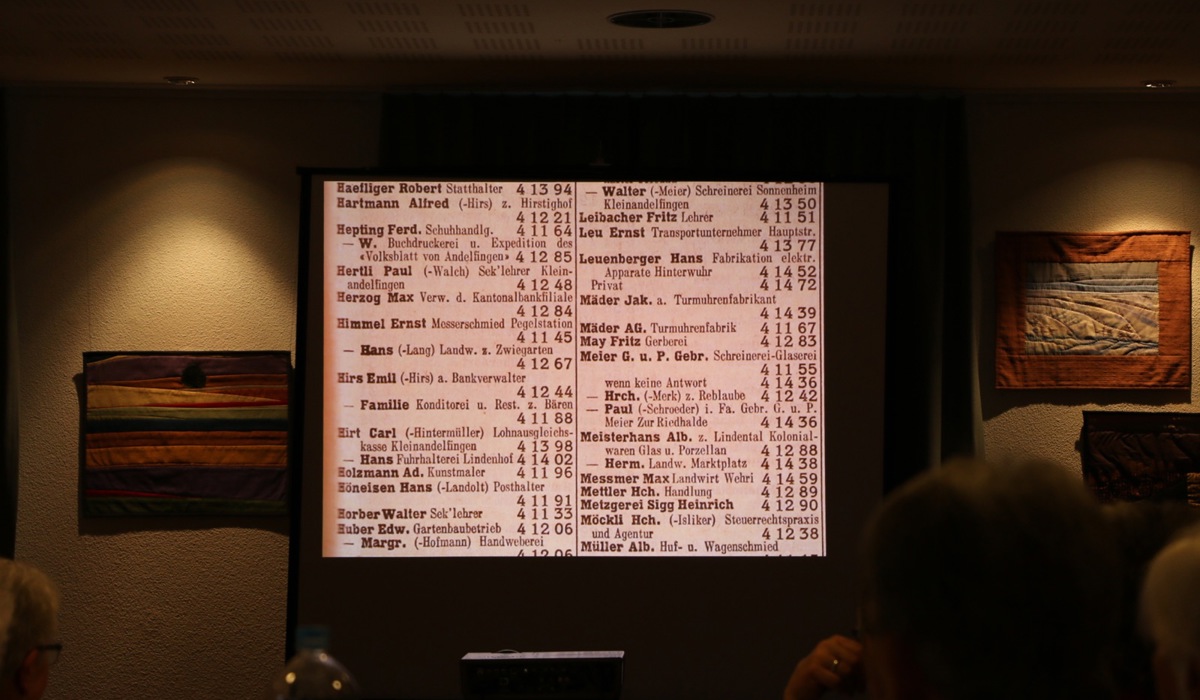 Haefliger Robert Statthalter 4 13 94
Hartmann Alfred (-Hirs) z. Hirstighof
4 12 21
Hepting Ferd. Schuhhandlg. 4 11 64
— W. Buchdruckerei u. Expedition des
«Volksblatt von Andelfingen» 4 12 85
Hertli Paul (-Walch) Sek'lehrer Klein-
andelfingen 4 12 48
Herzog Max Verw. d. Kantonalbankfiliale
4 12 84
Himmel Ernst Messerschmied Pegelstation
4 11 45
— Hans (-Lang) Landw. z. Zwiegarten
4 12 67
Hirs Emil (-Hirs) a. Bankverwalter
4 12 44
— Familie Konditorei u. Rest. z. Bären
4 11 88
Hirt Carl (-Hintermüller) Lohnausgleichs-
kasse Kleinandelfingen 4 13 98
— Hans Fuhrhalterei Lindenhof 4 14 02
Holzmann Ad. Kunstmaler 4 11 96
Höneisen Hans (-Landolt) Posthalter
4 11 91
Horber Walter Sek'lehrer 4 11 33
Huber Edw. Gartenbaubetrieb 4 12 06
— Margr. (-Hofmann) Handweberei
4 12 06
— Walter (-Meier) Schreinerei Sonnenheim
Kleinandelfingen 4 13 50
Leibacher Fritz Lehrer 4 11 51
Leu Ernst Transportunternehmer Hauptstr.
4 13 77
Leuenberger Hans Fabrikation elektr.
Apparate Hinterwuhr 4 14 52
Privat 4 14 72
Mäder Jak. a. Turmuhrenfabrikant
4 14 39
Mäder AG. Turmuhrenfabrik 4 11 67
May Fritz Gerberei 4 12 83
Meier G. u. P. Gebr. Schreinerei-Glaserei
4 11 55
wenn keine Antwort 4 14 36
— Hrch. (-Merk) z. Reblaube 4 12 42
— Paul (-Schroeder) i. Fa. Gebr. G. u. P.
Meier Zur Riedhalde 4 14 36
Meisterhans Alb. z. Lindental Kolonial-
waren Glas u. Porzellan 4 12 88
— Herm. Landw. Marktplatz 4 14 38
Messmer Max Landwirt Wehri 4 14 59
Mettler Hch. Handlung 4 12 89
Metzgerei Sigg Heinrich 4 12 90
Möckli Hch. (-Isliker) Steuerrechtspraxis
und Agentur 4 12 38
Müller Alb. Huf- u. Wagenschmied